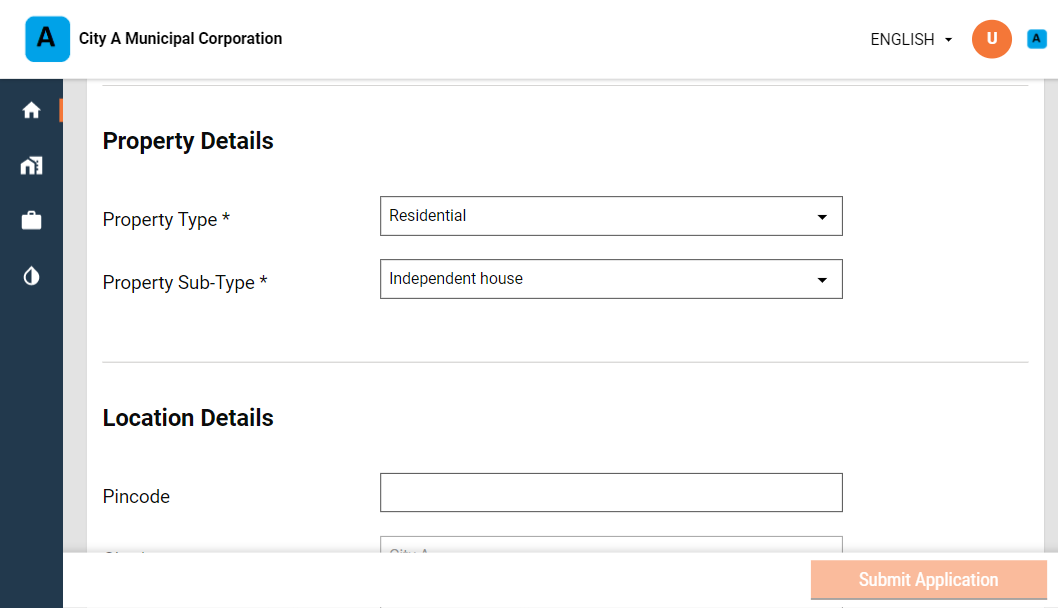 A City A Municipal Corporation
ENGLISH
U
A
Property Details
Property Type *
Residential
Property Sub-Type *
Independent house
Location Details
Pincode
City A
Submit Application